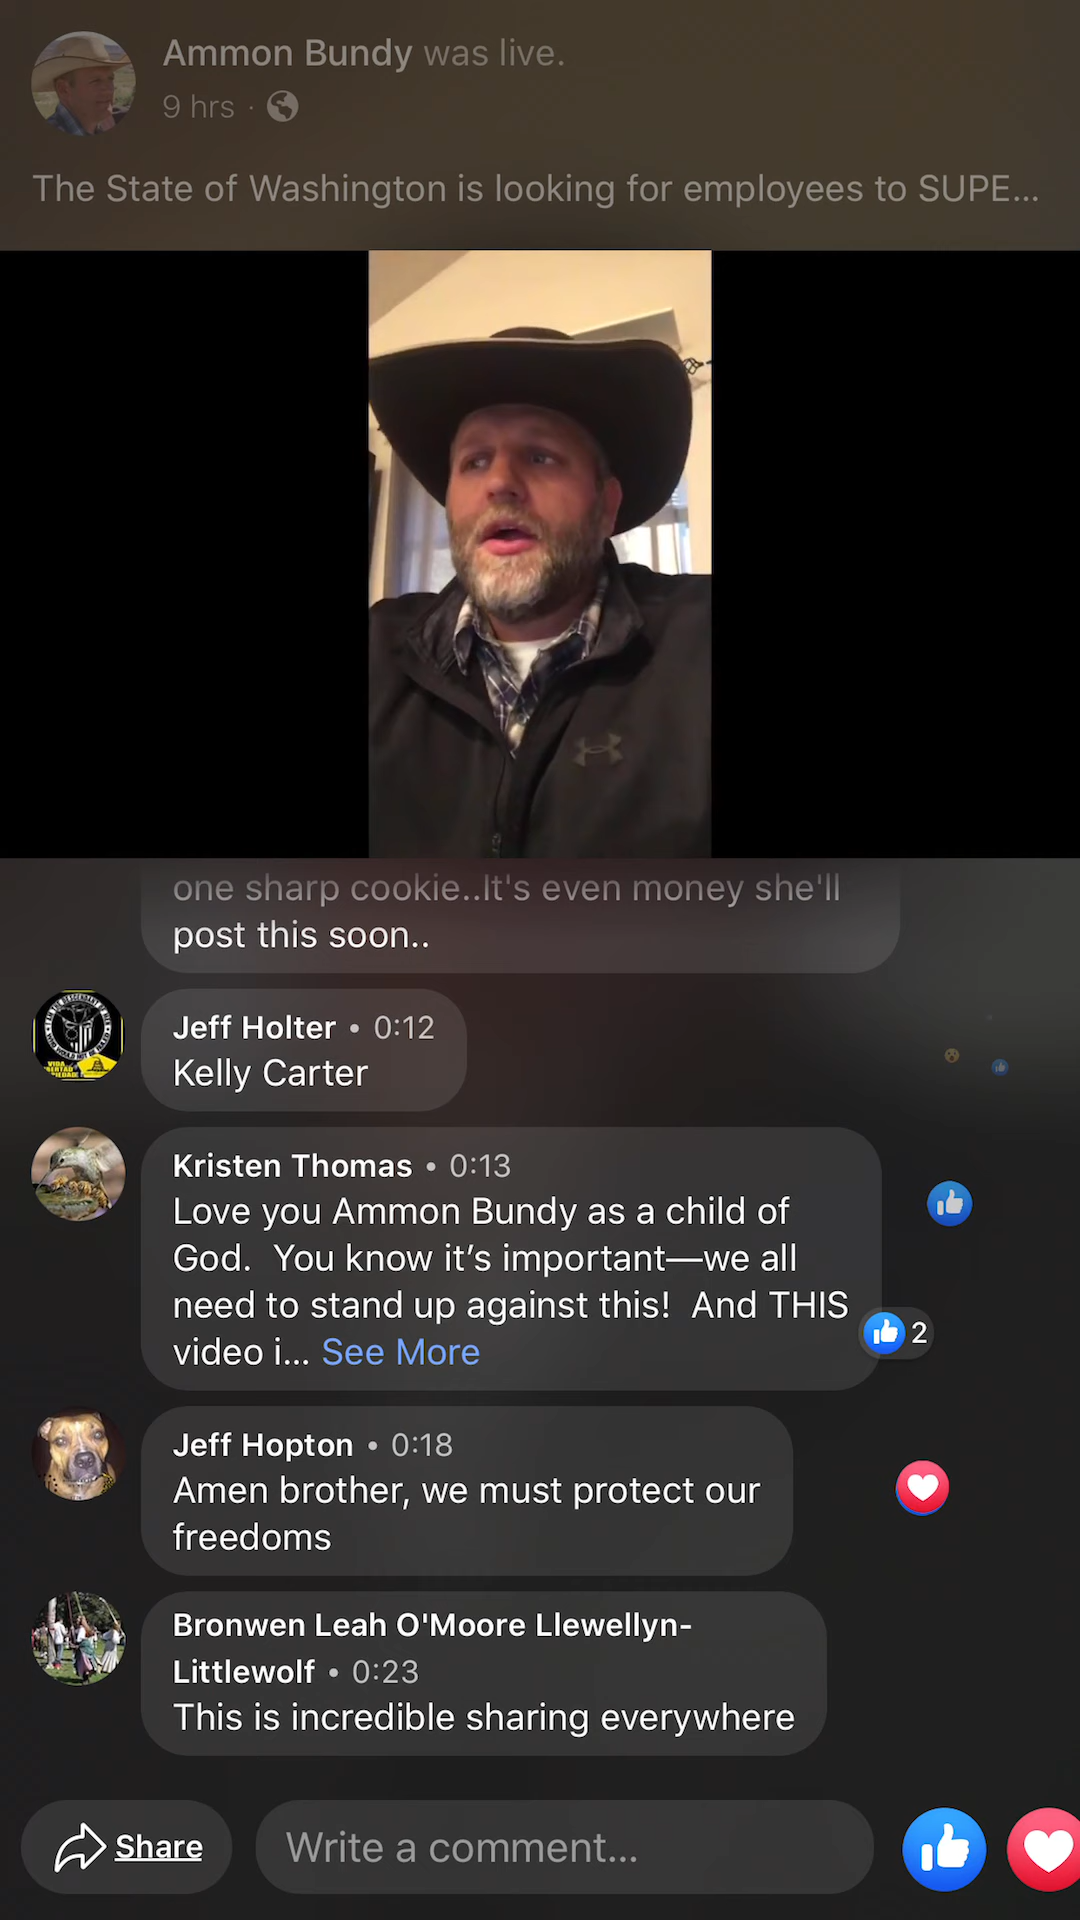 Ammon Bundy was live.
9 hrs ·
The State of Washington is looking for employees to SUPE...
one sharp cookie..It's even money she'll
post this soon..
Jeff Holter • 0:12
Kelly Carter
Kristen Thomas • 0:13
Love you Ammon Bundy as a child of
God.  You know it’s important—we all
need to stand up against this!  And THIS
video i... See More
2
Jeff Hopton • 0:18
Amen brother, we must protect our
freedoms
Bronwen Leah O'Moore Llewellyn-
Littlewolf • 0:23
This is incredible sharing everywhere
Share
Write a comment...